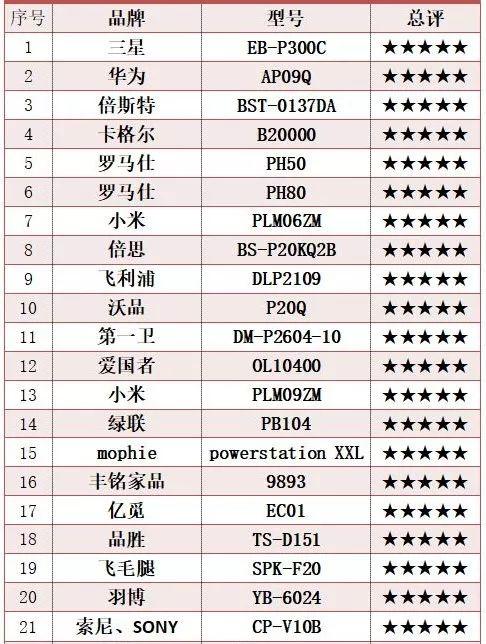 序号 品牌 型号 总评
1 三星 EB-P300C ★★★★★
2 华为 AP09Q ★★★★★
3 倍斯特 BST-0137DA ★★★★★
4 卡格尔 B20000 ★★★★★
5 罗马仕 PH50 ★★★★★
6 罗马仕 PH80 ★★★★★
7 小米 PLM06ZM ★★★★★
8 倍思 BS-P20KQ2B ★★★★★
9 飞利浦 DLP2109 ★★★★★
10 沃品 P20Q ★★★★★
11 第一卫 DM-P2604-10 ★★★★★
12 爱国者 OL10400 ★★★★★
13 小米 PLM09ZM ★★★★★
14 绿联 PB104 ★★★★★
15 mophie powerstation XXL ★★★★★
16 丰铭家品 9893 ★★★★★
17 亿觅 EC01 ★★★★★
18 品胜 TS-D151 ★★★★★
19 飞毛腿 SPK-F20 ★★★★★
20 羽博 YB-6024 ★★★★★
21 索尼、SONY CP-V10B ★★★★★